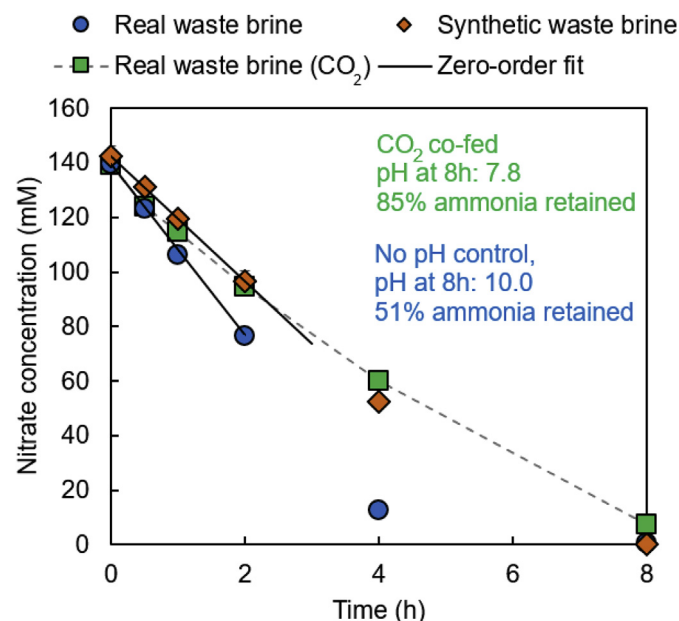 Real waste brine
Synthetic waste brine
Real waste brine (CO₂)
Zero-order fit
160
140
120
100
80
60
40
20
0
Nitrate concentration (mM)
CO₂ co-fed
pH at 8h: 7.8
85% ammonia retained
No pH control,
pH at 8h: 10.0
51% ammonia retained
0
2
4
6
8
Time (h)